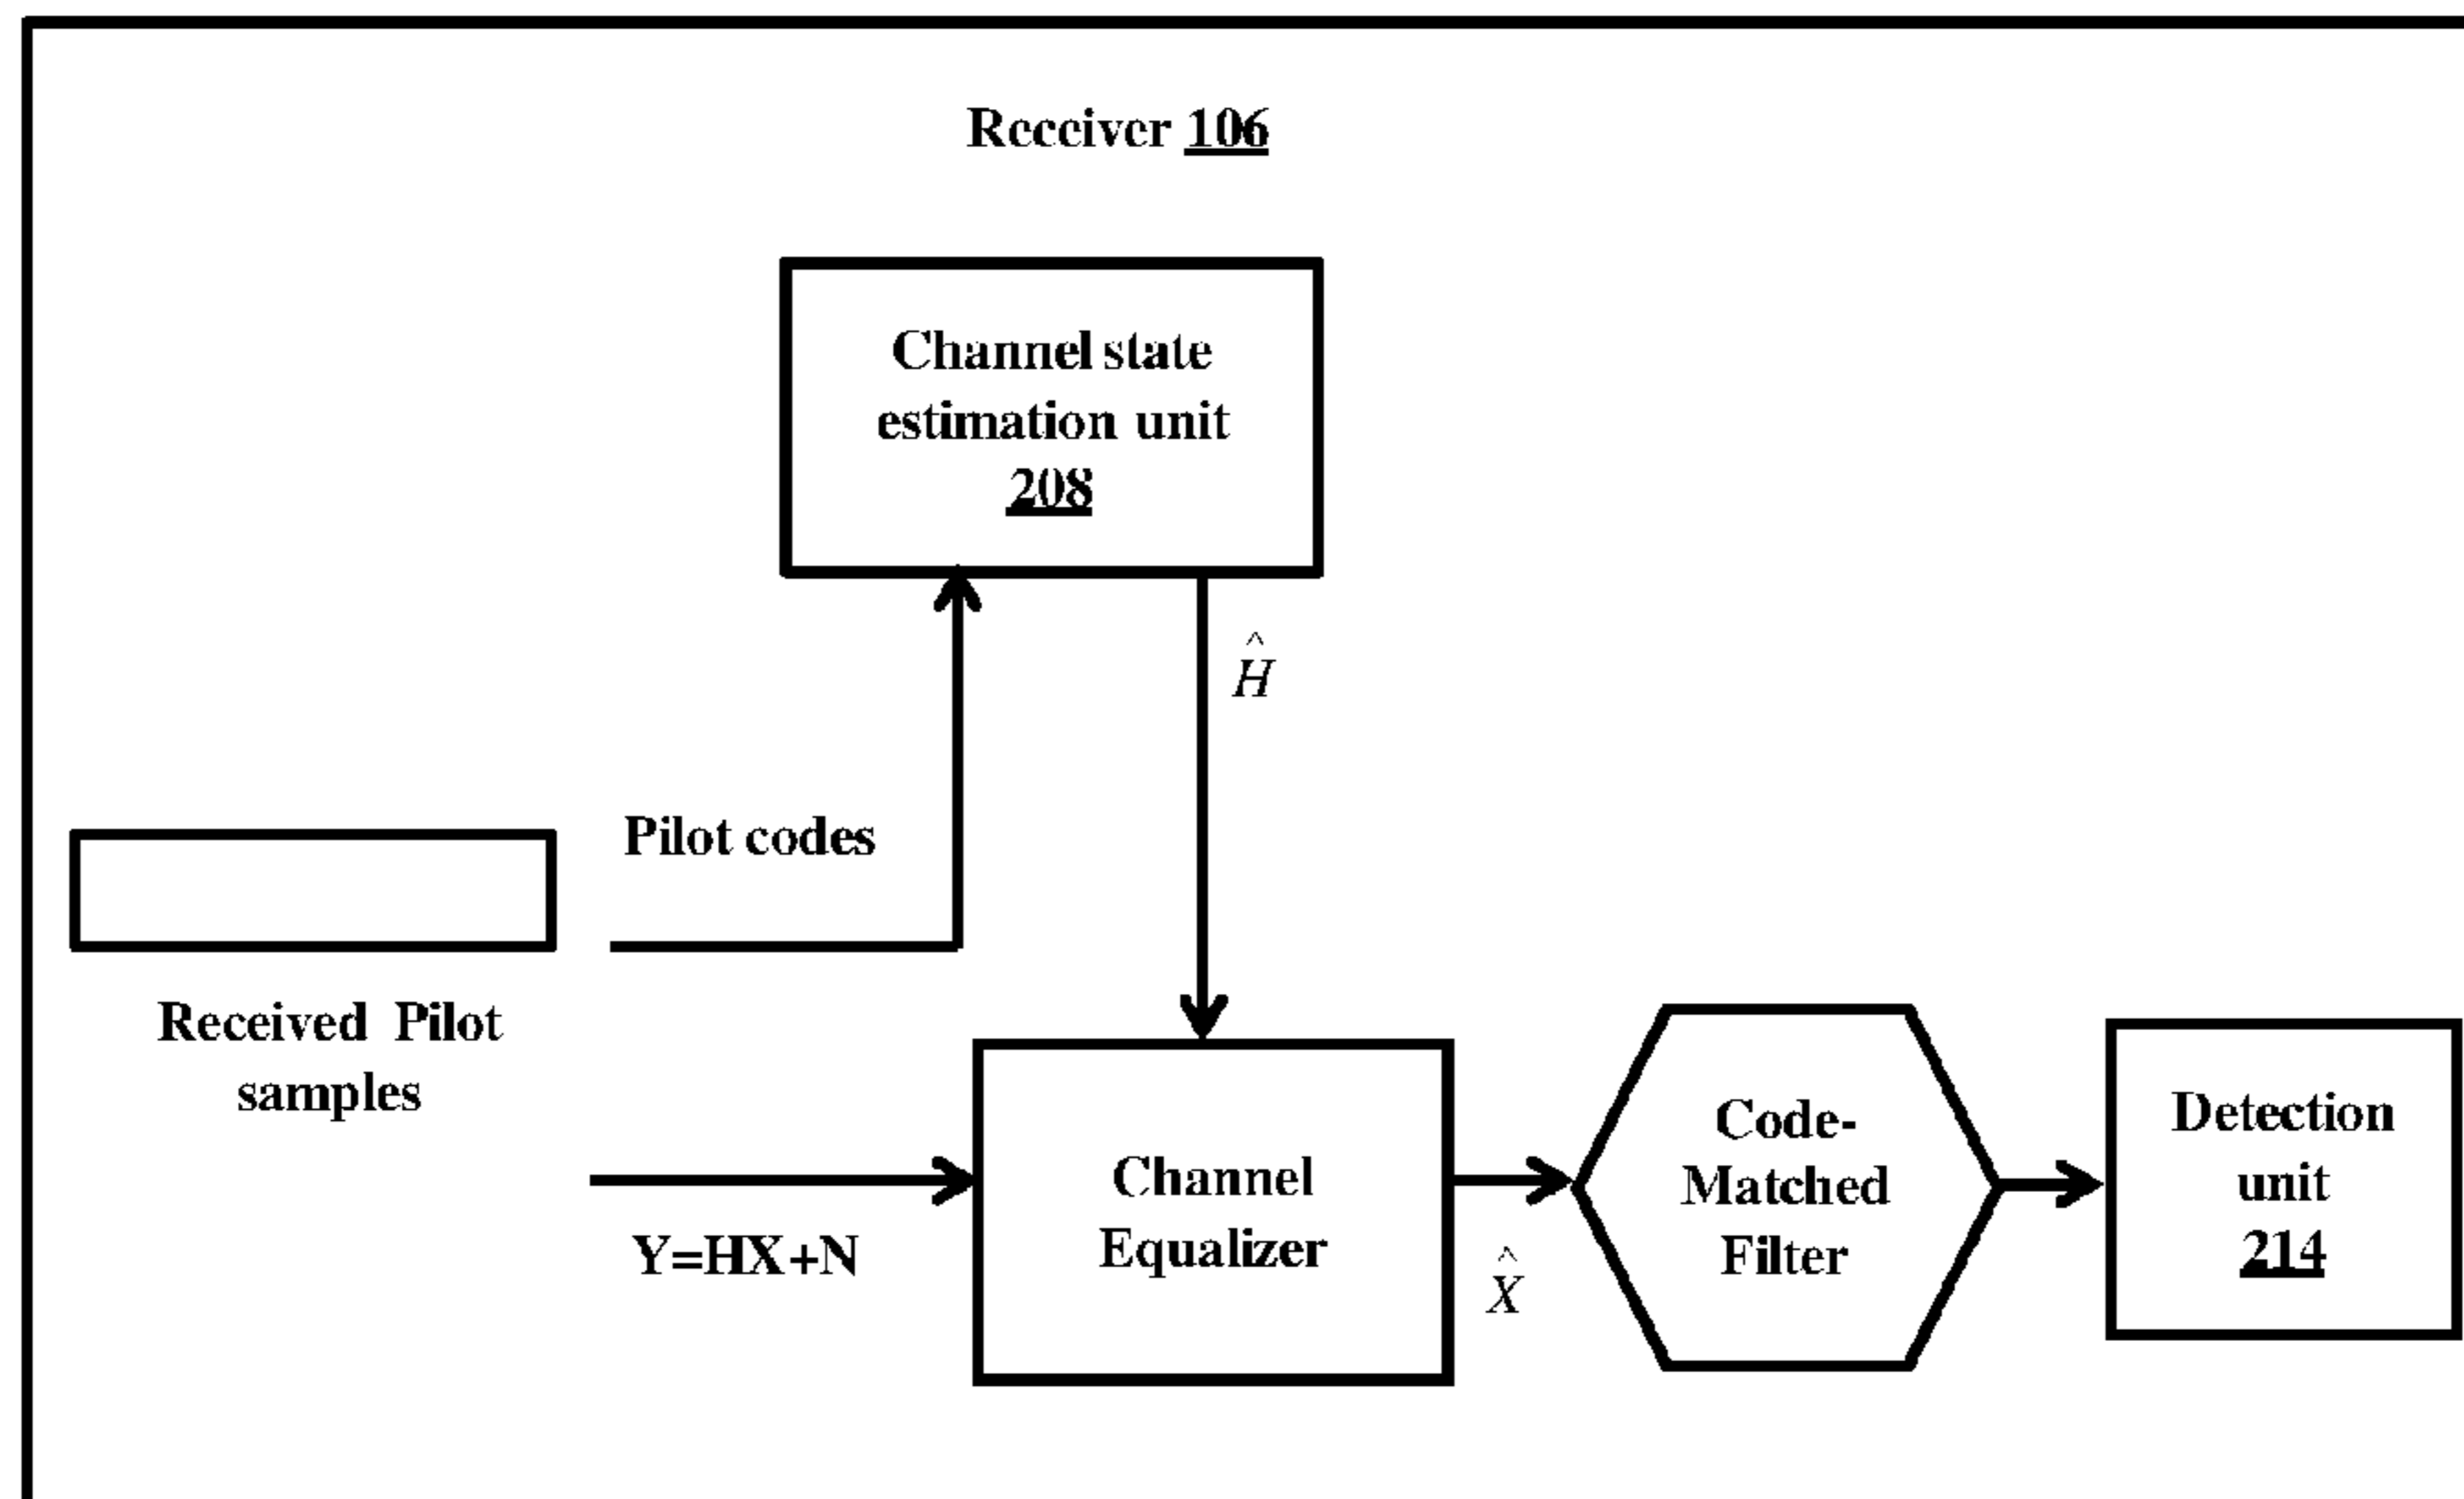 Receiver 106
Channel state
estimation unit
208
Ĥ
Pilot codes
Received Pilot
samples
Y=HX+N
Channel
Equalizer
X̂
Code-
Matched
Filter
Detection
unit
214